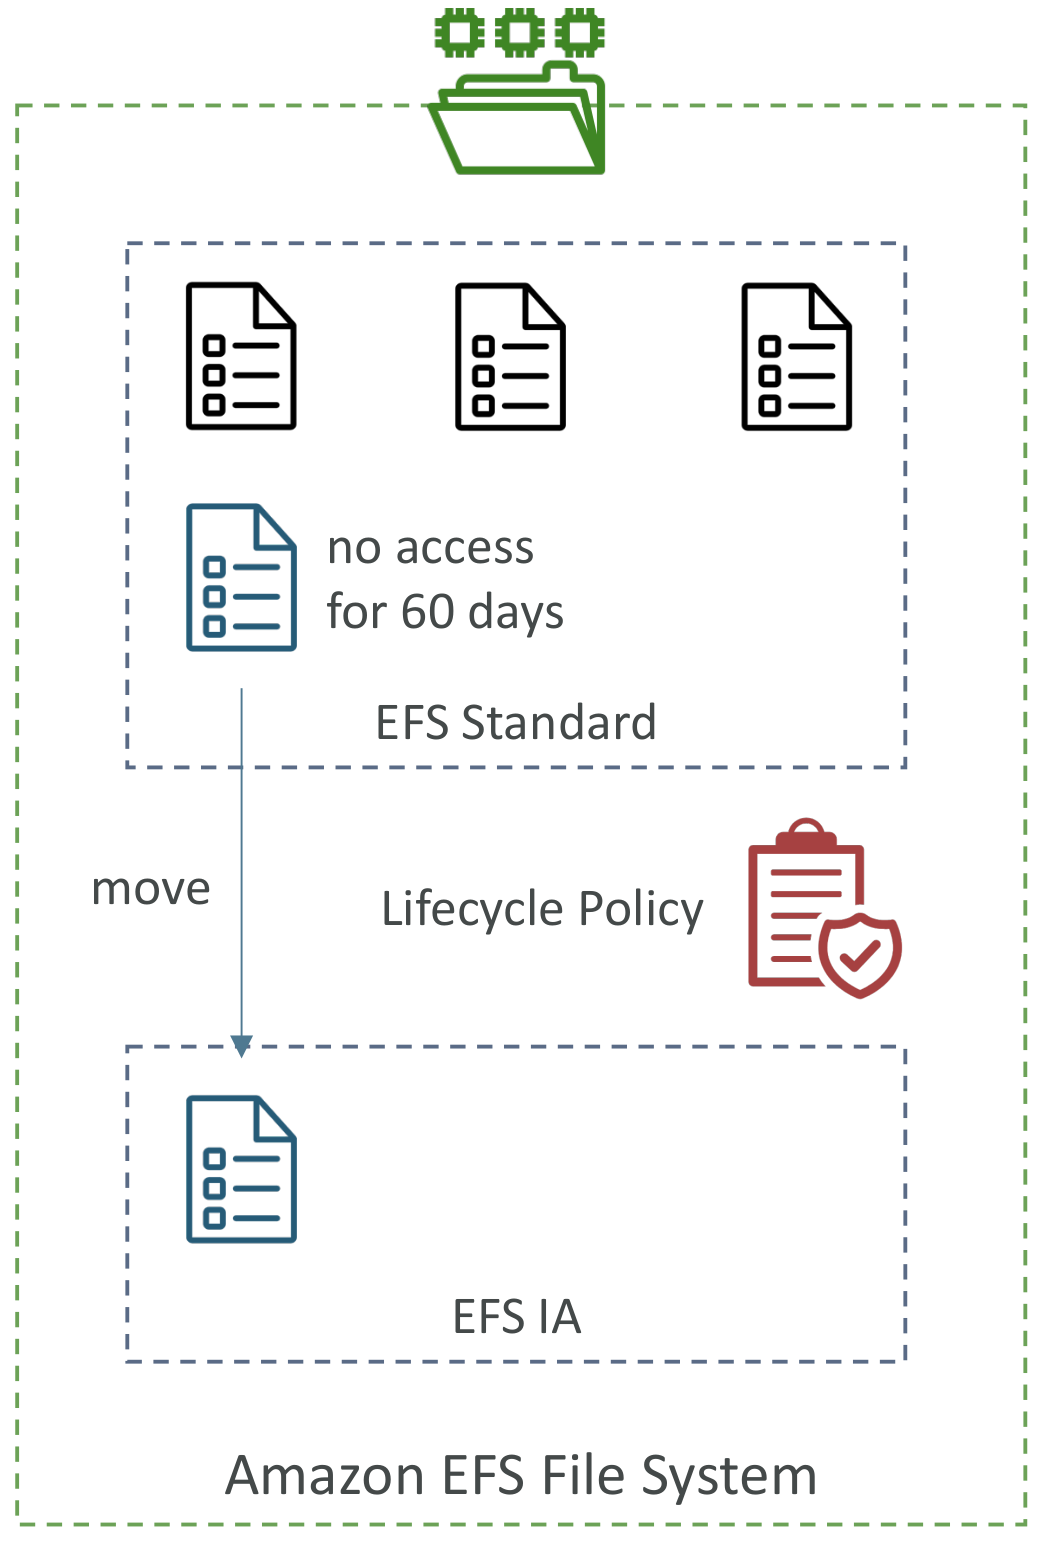 no access
for 60 days
EFS Standard
move
Lifecycle Policy
EFS IA
Amazon EFS File System